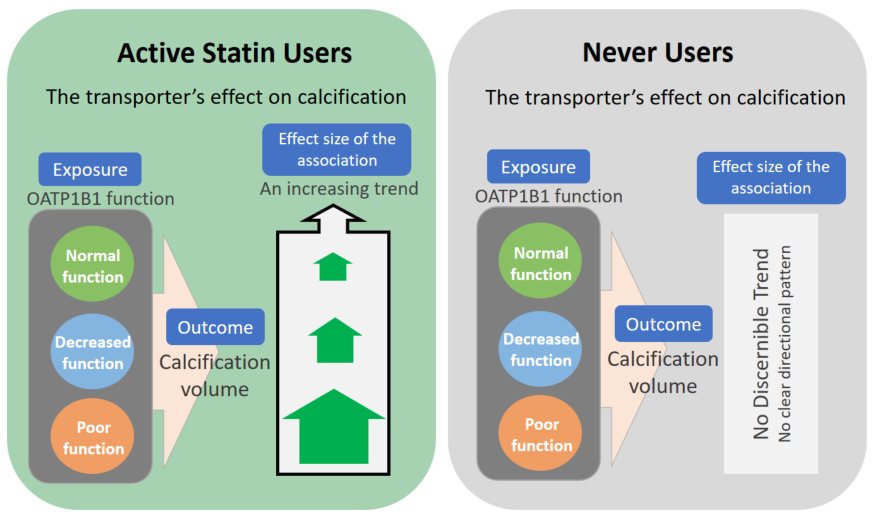 Active Statin Users
The transporter's effect on calcification
Effect size of the
association
An increasing trend
Exposure
OATP1B1 function
Normal
function
Decreased
function
Poor
function
Outcome
Calcification
volume
Never Users
The transporter's effect on calcification
Exposure
OATP1B1 function
Effect size of the
association
Normal
function
Decreased
function
Poor
function
Outcome
Calcification
volume
No Discernible Trend
No clear directional pattern